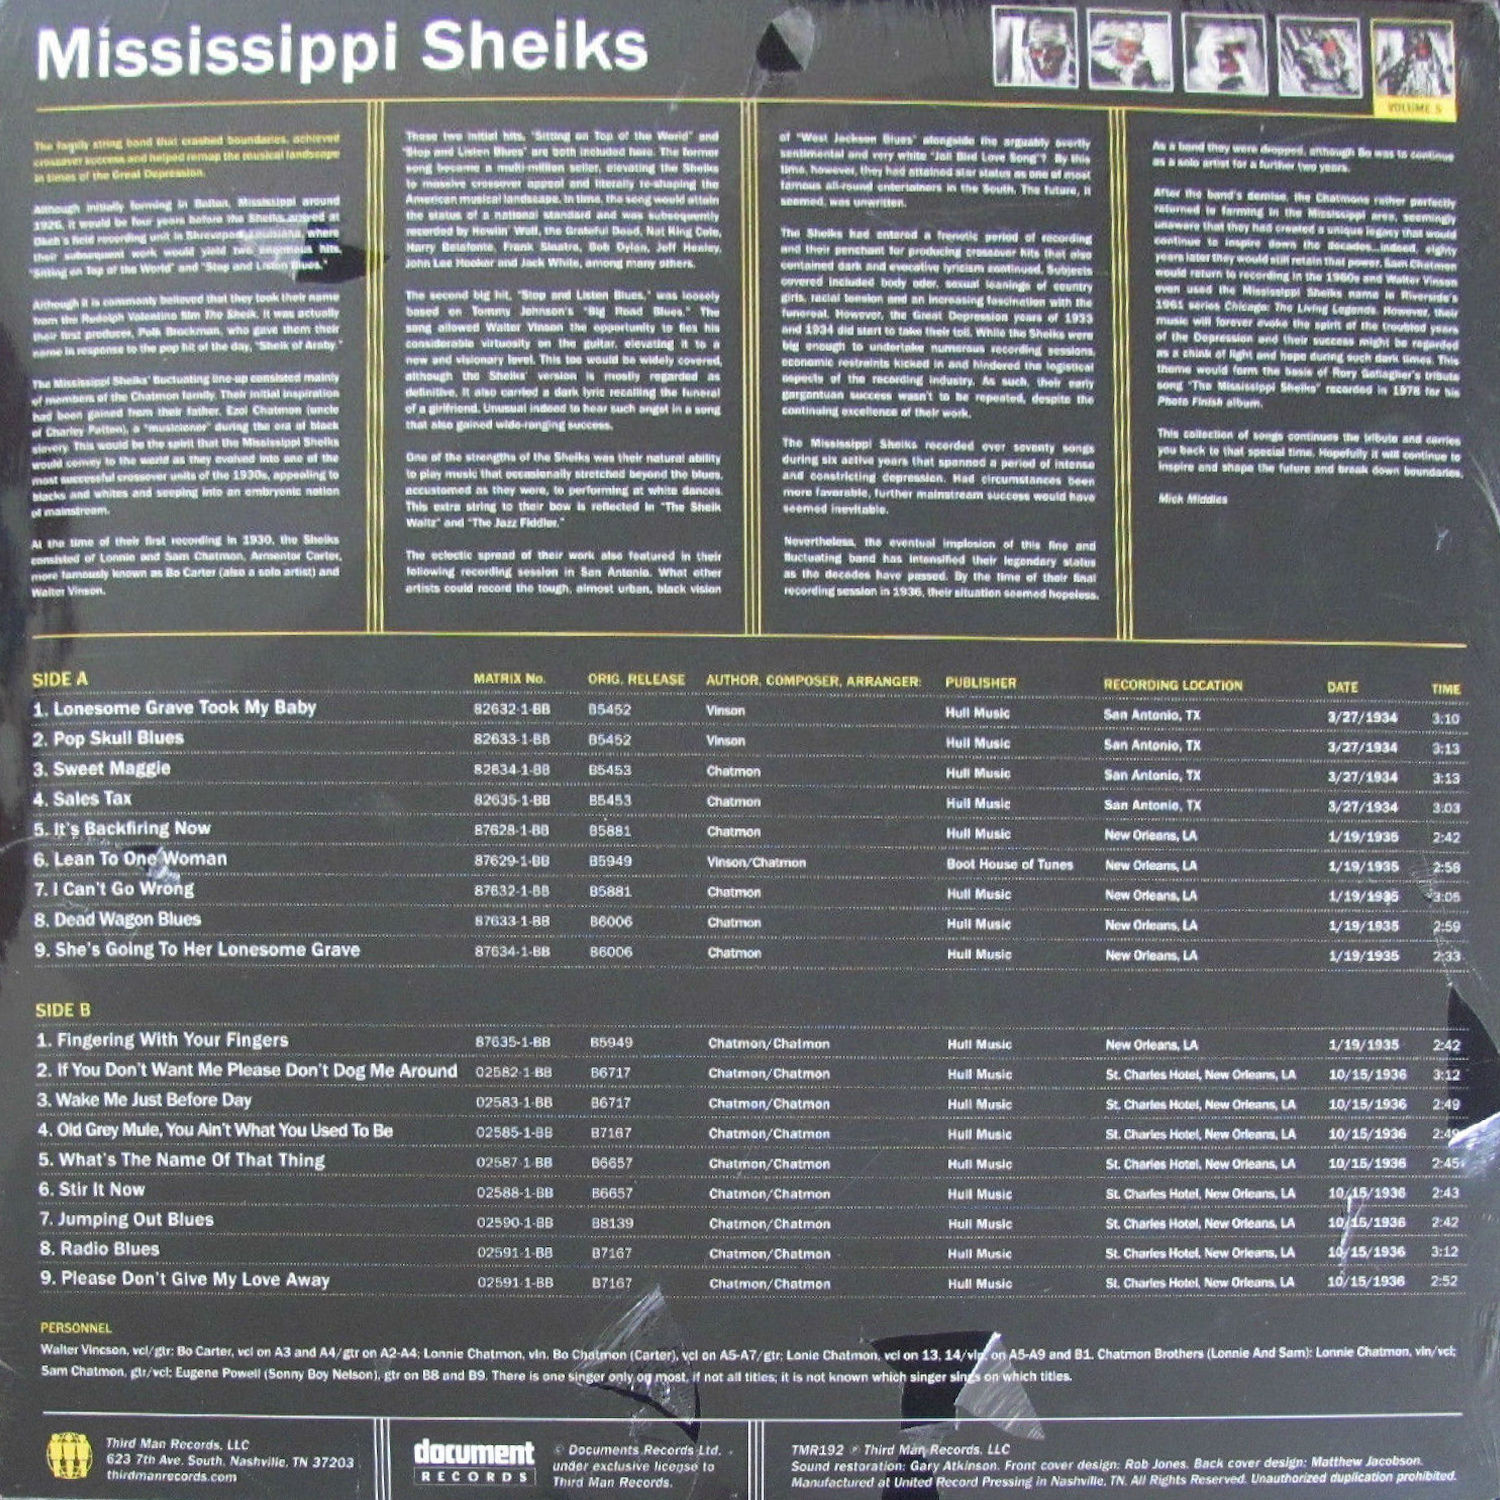 Mississippi Sheiks
VOLUME 5
The family string band that crashed boundaries, achieved
crossover success and helped remap the musical landscape
in times of the Great Depression.
Although initially forming in Bolton, Mississippi around
1926, it would be four years before the Sheiks arrived at
Okeh's field recording unit in Shreveport, Louisiana, where
their subsequent work would yield two enormous hits,
"Sitting on Top of the World" and "Stop and Listen Blues."
Although it is commonly believed that they took their name
from the Rudolph Valentino film The Sheik, it was actually
their first producer, Polk Brockman, who gave them their
name in response to the pop hit of the day, "Sheik of Araby."
The Mississippi Sheiks' fluctuating line-up consisted mainly
of members of the Chatmon family. Their initial inspiration
had been gained from their father, Ezel Chatmon (uncle
of Charley Patton), a "musicioner" during the era of black
slavery. This would be the spirit that the Mississippi Sheiks
would convey to the world as they evolved into one of the
most successful crossover units of the 1930s, appealing to
blacks and whites and seeping into an embryonic notion
of mainstream.
At the time of their first recording in 1930, the Sheiks
consisted of Lonnie and Sam Chatmon, Armentor Carter,
more famously known as Bo Carter (also a solo artist) and
Walter Vinson.
These two initial hits, "Sitting on Top of the World" and
"Stop and Listen Blues" are both included here. The former
song became a multi-million seller, elevating the Sheiks
to massive crossover appeal and literally re-shaping the
American musical landscape. In time, the song would attain
the status of a national standard and was subsequently
recorded by Howlin' Wolf, the Grateful Dead, Nat King Cole,
Harry Belafonte, Frank Sinatra, Bob Dylan, Jeff Healey,
John Lee Hooker and Jack White, among many others.
The second big hit, "Stop and Listen Blues," was loosely
based on Tommy Johnson's "Big Road Blues." The
song allowed Walter Vinson the opportunity to flex his
considerable virtuosity on the guitar, elevating it to a
new and visionary level. This too would be widely covered,
although the Sheiks' version is mostly regarded as
definitive. It also carried a dark lyric recalling the funeral
of a girlfriend. Unusual indeed to hear such angst in a song
that also gained wide-ranging success.
One of the strengths of the Sheiks was their natural ability
to play music that occasionally stretched beyond the blues,
accustomed as they were, to performing at white dances.
This extra string to their bow is reflected in "The Sheik
Waltz" and "The Jazz Fiddler."
The eclectic spread of their work also featured in their
following recording session in San Antonio. What other
artists could record the tough, almost urban, black vision
of "West Jackson Blues" alongside the arguably overtly
sentimental and very white "Jail Bird Love Song"? By this
time, however, they had attained star status as one of most
famous all-round entertainers in the South. The future, it
seemed, was unwritten.
The Sheiks had entered a frenetic period of recording
and their penchant for producing crossover hits that also
contained dark and evocative lyricism continued. Subjects
covered included body odor, sexual leanings of country
girls, racial tension and an increasing fascination with the
funereal. However, the Great Depression years of 1933
and 1934 did start to take their toll. While the Sheiks were
big enough to undertake numerous recording sessions,
economic restraints kicked in and hindered the logistical
aspects of the recording industry. As such, their early
gargantuan success wasn't to be repeated, despite the
continuing excellence of their work.
The Mississippi Sheiks recorded over seventy songs
during six active years that spanned a period of intense
and constricting depression. Had circumstances been
more favorable, further mainstream success would have
seemed inevitable.
Nevertheless, the eventual implosion of this fine and
fluctuating band has intensified their legendary status
as the decades have passed. By the time of their final
recording session in 1936, their situation seemed hopeless.
As a band they were dropped, although Bo was to continue
as a solo artist for a further two years.
After the band's demise, the Chatmons rather perfectly
returned to farming in the Mississippi area, seemingly
unaware that they had created a unique legacy that would
continue to inspire down the decades...indeed, eighty
years later they would still retain that power. Sam Chatmon
would return to recording in the 1960s and Walter Vinson
even used the Mississippi Sheiks name in Riverside's
1961 series Chicago: The Living Legends. However, their
music will forever evoke the spirit of the troubled years
of the Depression and their success might be regarded
as a chink of light and hope during such dark times. This
theme would form the basis of Rory Gallagher's tribute
song "The Mississippi Sheiks" recorded in 1978 for his
Photo Finish album.
This collection of songs continues the tribute and carries
you back to that special time. Hopefully it will continue to
inspire and shape the future and break down boundaries.
Mick Middles
SIDE A MATRIX No. ORIG. RELEASE AUTHOR, COMPOSER, ARRANGER: PUBLISHER RECORDING LOCATION DATE TIME
1. Lonesome Grave Took My Baby 82632-1-BB B5452 Vinson Hull Music San Antonio, TX 3/27/1934 3:10
2. Pop Skull Blues 82633-1-BB B5452 Vinson Hull Music San Antonio, TX 3/27/1934 3:13
3. Sweet Maggie 82634-1-BB B5453 Chatmon Hull Music San Antonio, TX 3/27/1934 3:13
4. Sales Tax 82635-1-BB B5453 Chatmon Hull Music San Antonio, TX 3/27/1934 3:03
5. It's Backfiring Now 87628-1-BB B5881 Chatmon Hull Music New Orleans, LA 1/19/1935 2:42
6. Lean To One Woman 87629-1-BB B5949 Vinson/Chatmon Boot House of Tunes New Orleans, LA 1/19/1935 2:58
7. I Can't Go Wrong 87632-1-BB B5881 Chatmon Hull Music New Orleans, LA 1/19/1935 3:05
8. Dead Wagon Blues 87633-1-BB B6006 Chatmon Hull Music New Orleans, LA 1/19/1935 2:59
9. She's Going To Her Lonesome Grave 87634-1-BB B6006 Chatmon Hull Music New Orleans, LA 1/19/1935 2:33
SIDE B
1. Fingering With Your Fingers 87635-1-BB B5949 Chatmon/Chatmon Hull Music New Orleans, LA 1/19/1935 2:42
2. If You Don't Want Me Please Don't Dog Me Around 02582-1-BB B6717 Chatmon/Chatmon Hull Music St. Charles Hotel, New Orleans, LA 10/15/1936 3:12
3. Wake Me Just Before Day 02583-1-BB B6717 Chatmon/Chatmon Hull Music St. Charles Hotel, New Orleans, LA 10/15/1936 2:49
4. Old Grey Mule, You Ain't What You Used To Be 02585-1-BB B7167 Chatmon/Chatmon Hull Music St. Charles Hotel, New Orleans, LA 10/15/1936
5. What's The Name Of That Thing 02587-1-BB B6657 Chatmon/Chatmon Hull Music St. Charles Hotel, New Orleans, LA 10/15/1936 2:45
6. Stir It Now 02588-1-BB B6657 Chatmon/Chatmon Hull Music St. Charles Hotel, New Orleans, LA 10/15/1936 2:43
7. Jumping Out Blues 02590-1-BB B8139 Chatmon/Chatmon Hull Music St. Charles Hotel, New Orleans, LA 10/15/1936 2:42
8. Radio Blues 02591-1-BB B7167 Chatmon/Chatmon Hull Music St. Charles Hotel, New Orleans, LA 10/15/1936 3:12
9. Please Don't Give My Love Away 02591-1-BB B7167 Chatmon/Chatmon Hull Music St. Charles Hotel, New Orleans, LA 10/15/1936 2:52
PERSONNEL
Walter Vincson, vcl/gtr: Bo Carter, vcl on A3 and A4/gtr on A2-A4; Lonnie Chatmon, vln. Bo Chatmon (Carter), vcl on A5-A7/gtr; Lonie Chatmon, vcl on 13, 14/vln, on A5-A9 and B1. Chatmon Brothers (Lonnie And Sam): Lonnie Chatmon, vln/vcl;
Sam Chatmon, gtr/vcl; Eugene Powell (Sonny Boy Nelson), gtr on B8 and B9. There is one singer only on most, if not all titles; it is not known which singer sings on which titles.
Third Man Records, LLC
623 7th Ave. South, Nashville, TN 37203
thirdmanrecords.com
document
RECORDS
© Documents Records Ltd.
under exclusive license to
Third Man Records.
TMR192 ℗ Third Man Records, LLC
Sound restoration: Gary Atkinson. Front cover design: Rob Jones. Back cover design: Matthew Jacobson.
Manufactured at United Record Pressing in Nashville, TN. All Rights Reserved. Unauthorized duplication prohibited.